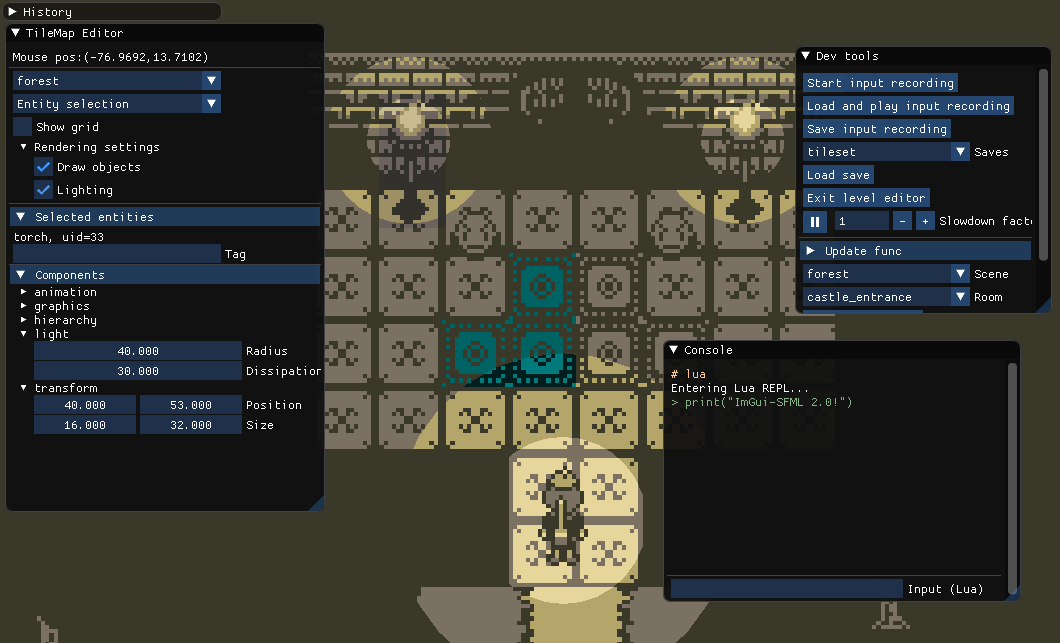 History
TileMap Editor
Mouse pos:(-76.9692,13.7102)
forest
Entity selection
Show grid
Rendering settings
Draw objects
Lighting
Selected entities
torch, uid=33
Tag
Components
animation
graphics
hierarchy
light
40.000 Radius
30.000 Dissipation
transform
40.000 53.000 Position
16.000 32.000 Size
Dev tools
Start input recording
Load and play input recording
Save input recording
tileset Saves
Load save
Exit level editor
1 - + Slowdown facto
Update func
forest Scene
castle_entrance Room
Console
# lua
Entering Lua REPL...
> print("ImGui-SFML 2.0!")
Input (Lua)